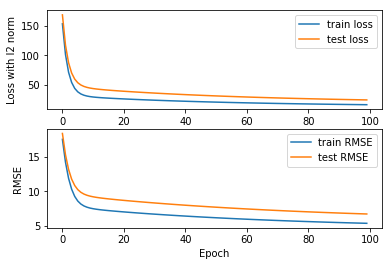 train loss
test loss
Loss with l2 norm
150
100
50
0 20 40 60 80 100
train RMSE
test RMSE
RMSE
15
10
5
0 20 40 60 80 100
Epoch